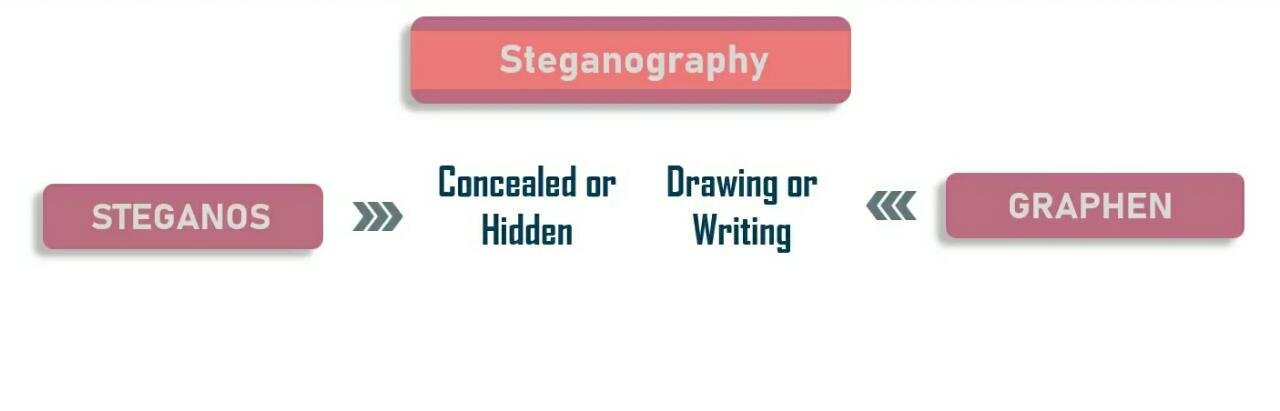 Steganography
STEGANOS
Concealed or
Hidden
Drawing or
Writing
GRAPHEN